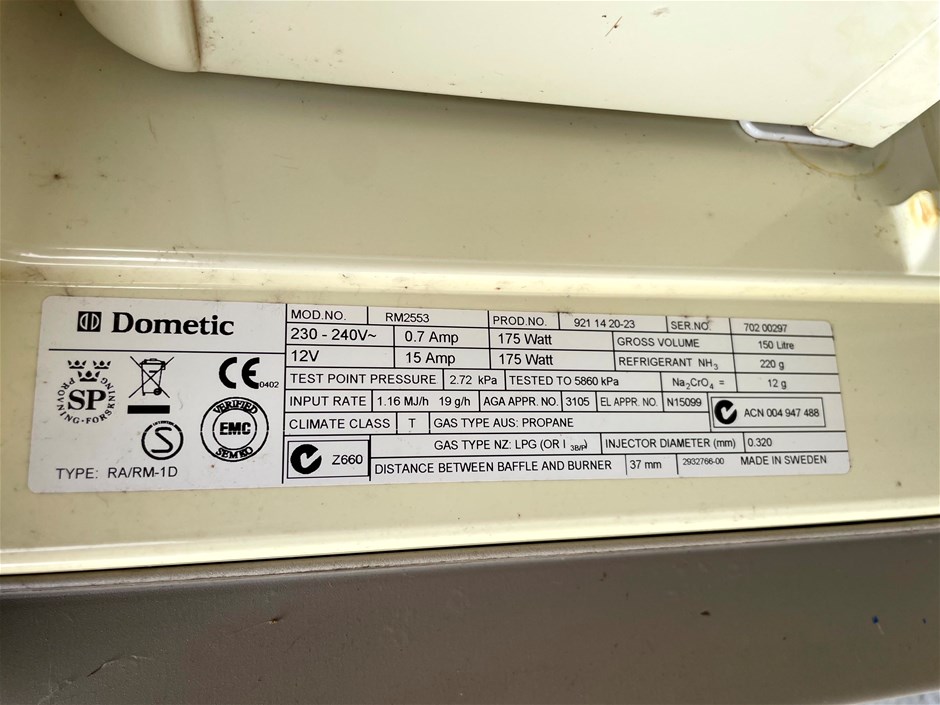 Dometic
SP
PROVNING · FORSKNING
CE 0402
S
VERIFIED
EMC
SEMKO
TYPE: RA/RM-1D
MOD.NO. RM2553 PROD.NO. 921 14 20-23 SER.NO. 702 00297
230 - 240V~ 0.7 Amp 175 Watt GROSS VOLUME 150 Litre
12V 15 Amp 175 Watt REFRIGERANT NH3 220 g
TEST POINT PRESSURE 2.72 kPa TESTED TO 5860 kPa Na2CrO4 = 12 g
INPUT RATE 1.16 MJ/h 19 g/h AGA APPR. NO. 3105 EL APPR. NO. N15099 ACN 004 947 488
CLIMATE CLASS T GAS TYPE AUS: PROPANE
GAS TYPE NZ: LPG (OR I 3B/P) INJECTOR DIAMETER (mm) 0.320
Z660 DISTANCE BETWEEN BAFFLE AND BURNER 37 mm 2932766-00 MADE IN SWEDEN